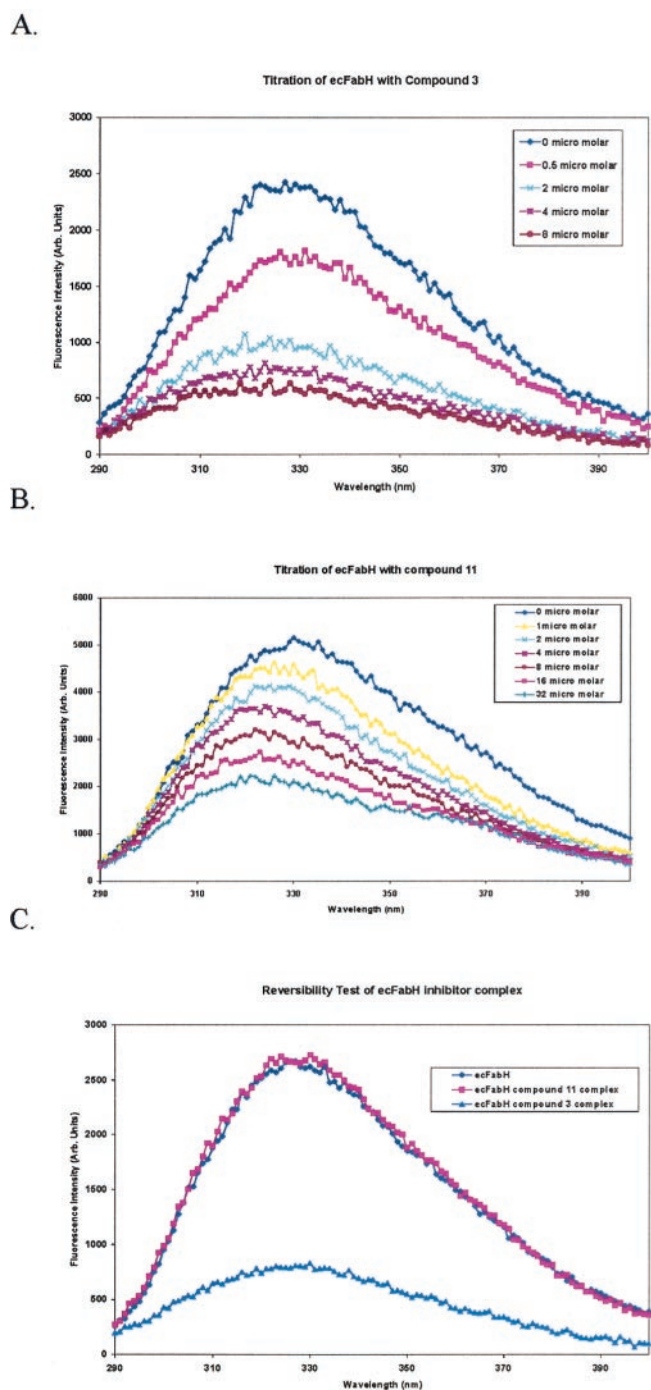 A.
Titration of ecFabH with Compound 3
3000
2500
2000
1500
1000
500
0
Fluorescence Intensity (Arb. Units)
290
310
330
350
370
390
Wavelength (nm)
0 micro molar
0.5 micro molar
2 micro molar
4 micro molar
8 micro molar
B.
Titration of ecFabH with compound 11
6000
5000
4000
3000
2000
1000
0
Fluorescence Intensity (Arb. Units)
290
310
330
350
370
390
Wavelength (nm)
0 micro molar
1micro molar
2 micro molar
4 micro molar
8 micro molar
16 micro molar
32 micro molar
C.
Reversibility Test of ecFabH inhibitor complex
3000
2500
2000
1500
1000
500
0
Fluorescence Intensity (Arb. Units)
290
310
330
350
370
390
Wavelength (nm)
ecFabH
ecFabH compound 11 complex
ecFabH compound 3 complex